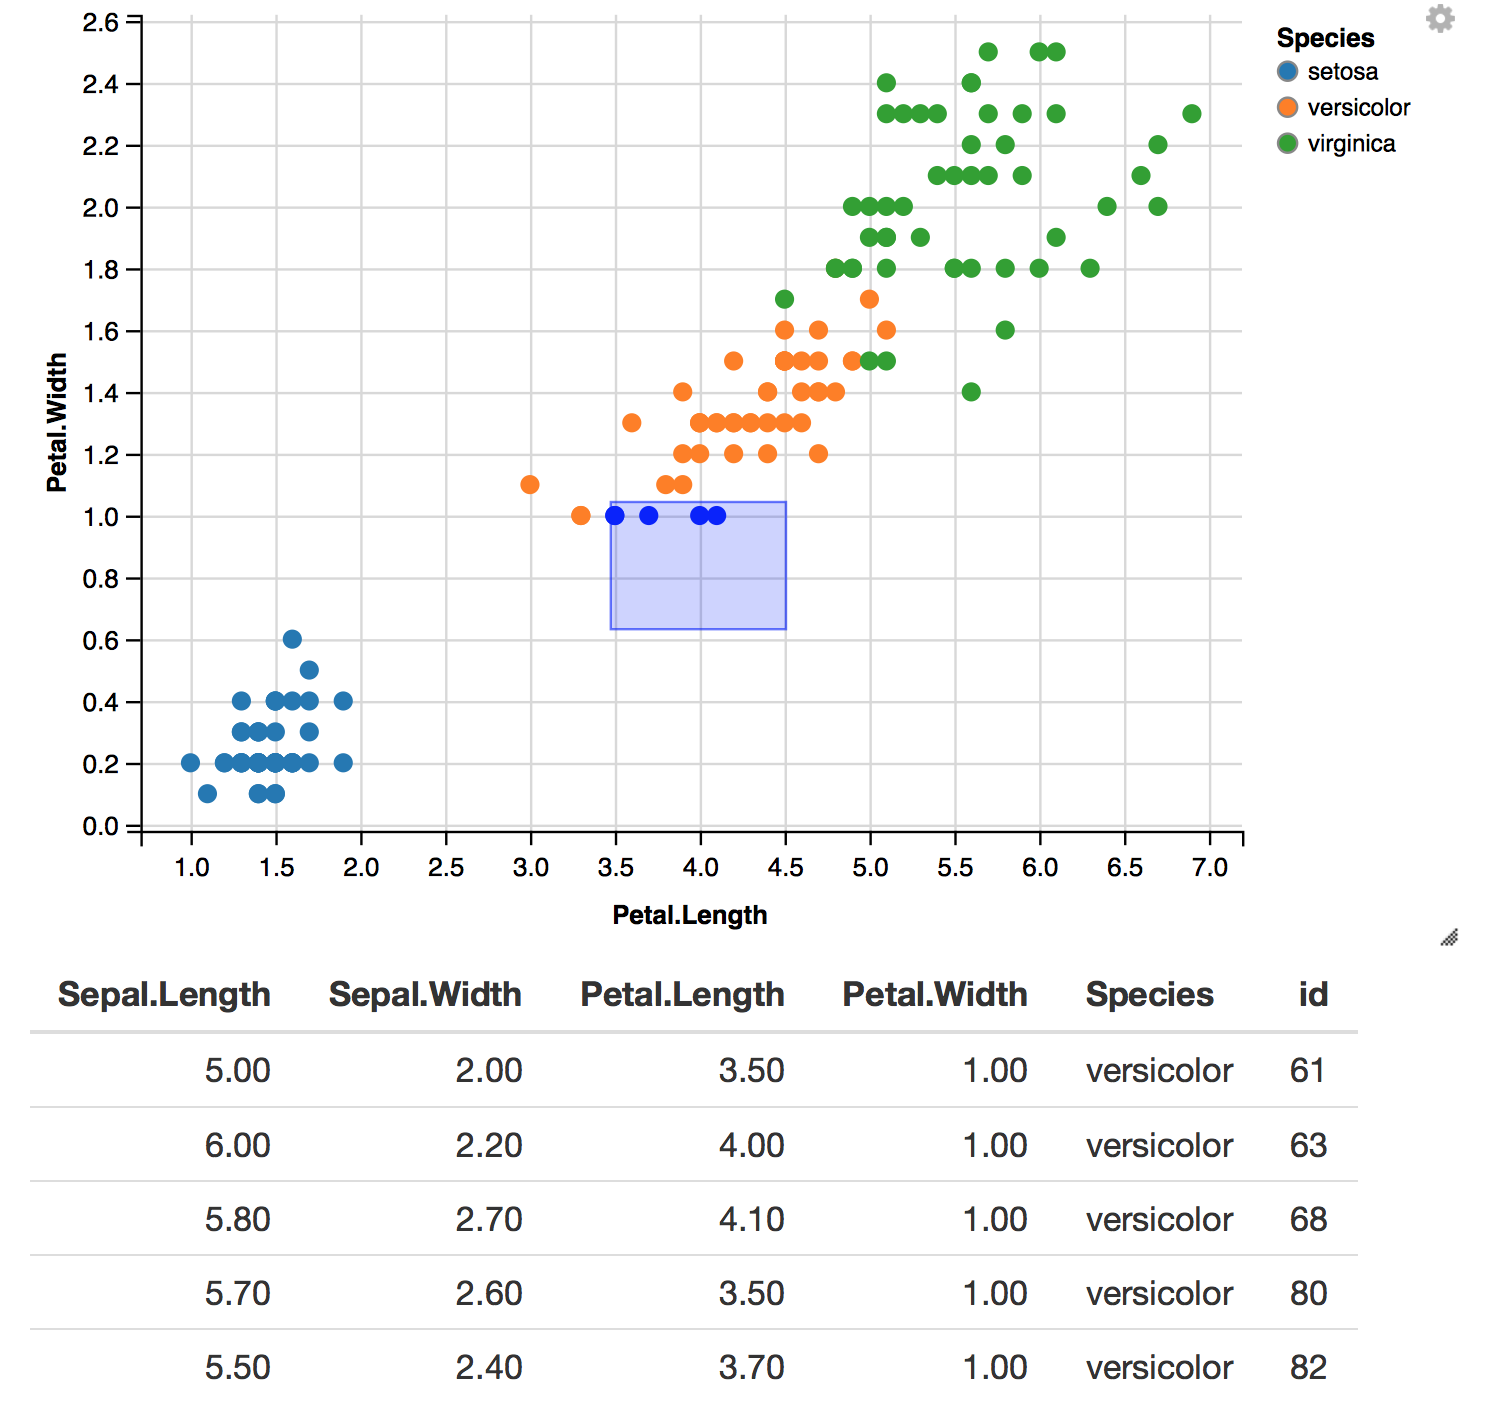 2.6
2.4
2.2
2.0
1.8
1.6
1.4
1.2
1.0
0.8
0.6
0.4
0.2
0.0
Petal.Width
1.0 1.5 2.0 2.5 3.0 3.5 4.0 4.5 5.0 5.5 6.0 6.5 7.0
Petal.Length
Species
setosa
versicolor
virginica
Sepal.Length Sepal.Width Petal.Length Petal.Width Species id
5.00 2.00 3.50 1.00 versicolor 61
6.00 2.20 4.00 1.00 versicolor 63
5.80 2.70 4.10 1.00 versicolor 68
5.70 2.60 3.50 1.00 versicolor 80
5.50 2.40 3.70 1.00 versicolor 82